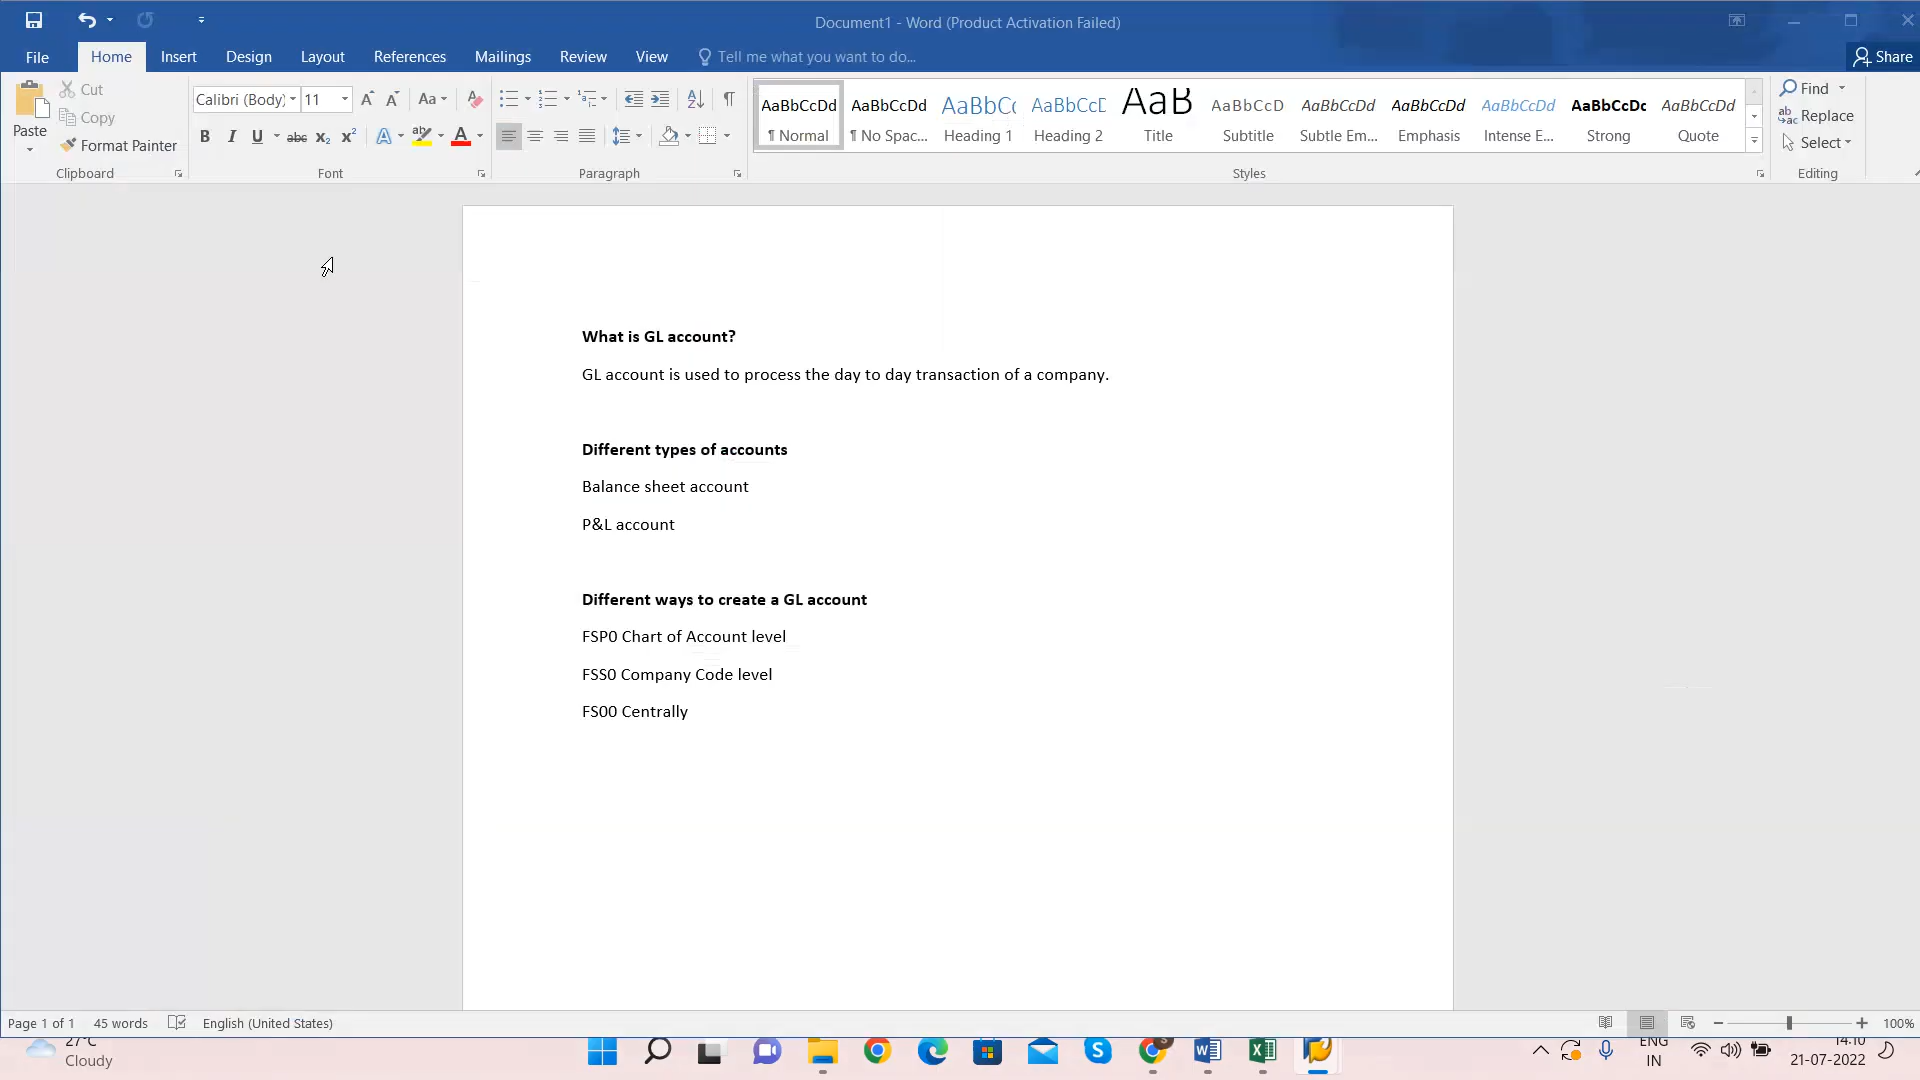 Document1 - Word (Product Activation Failed)
File Home Insert Design Layout References Mailings Review View Tell me what you want to do... Share
Paste
Cut
Copy
Format Painter
Clipboard
Calibri (Body) 11 Aa
B I U abc X₂ X² A ab A
Font
Paragraph
AaBbCcDd AaBbCcDd AaBbCc AaBbCcD AaB AaBbCcD AaBbCcDd AaBbCcDd AaBbCcDd AaBbCcDc AaBbCcDd
¶ Normal ¶ No Spac... Heading 1 Heading 2 Title Subtitle Subtle Em... Emphasis Intense E... Strong Quote
Styles
Find
Replace
Select
Editing
What is GL account?
GL account is used to process the day to day transaction of a company.
Different types of accounts
Balance sheet account
P&L account
Different ways to create a GL account
FSP0 Chart of Account level
FSS0 Company Code level
FS00 Centrally
Page 1 of 1 45 words English (United States) 100%
27°C
Cloudy
ENG
IN
14:10
21-07-2022